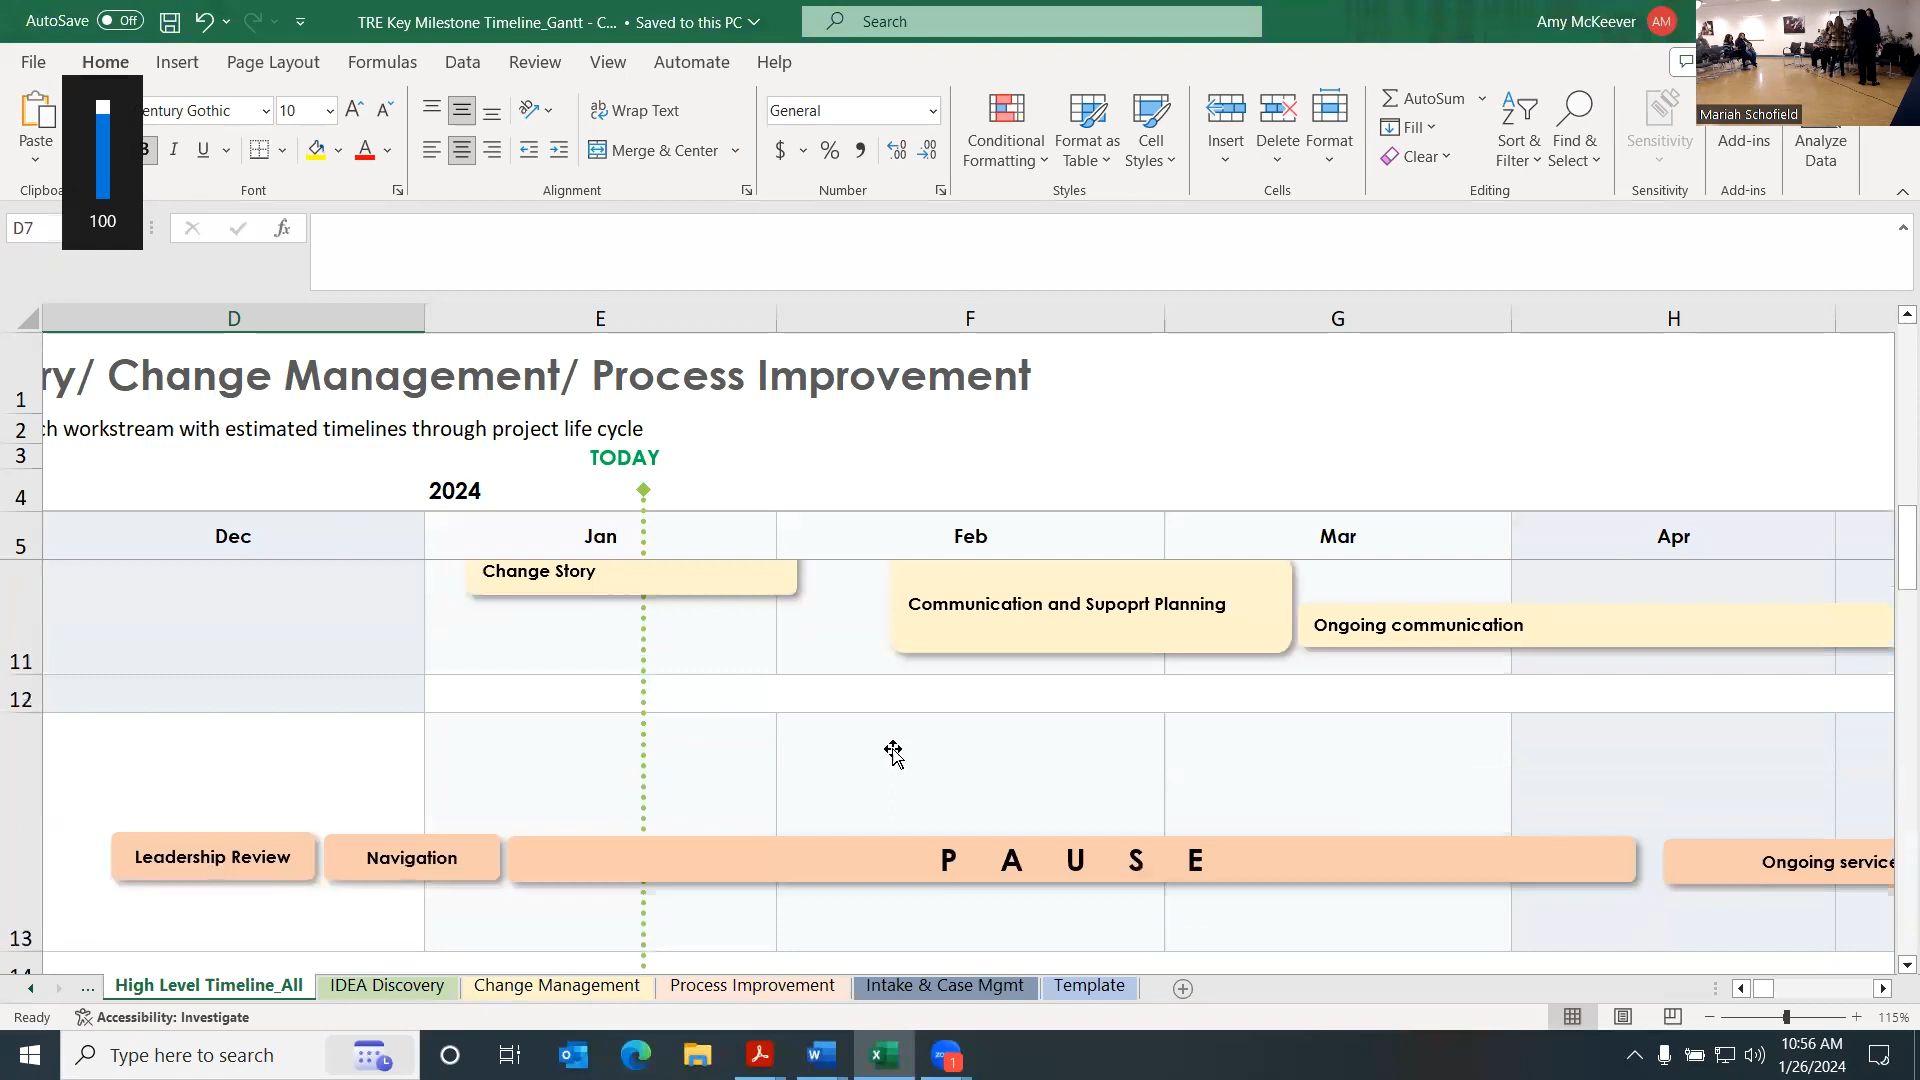 AutoSave Off TRE Key Milestone Timeline_Gantt - C... • Saved to this PC Search Amy McKeever AM
File Home Insert Page Layout Formulas Data Review View Automate Help
Paste entury Gothic 10 A A Wrap Text General Conditional Formatting Format as Table Cell Styles Insert Delete Format AutoSum Sort & Filter Find & Select Sensitivity Add-ins Analyze Data
B I U A Merge & Center $ % , Fill
Clear
Clipbo Font Alignment Number Styles Cells Editing Sensitivity Add-ins
Mariah Schofield
100
D7 fx
D E F G H
1 ry/ Change Management/ Process Improvement
2 ch workstream with estimated timelines through project life cycle
3 TODAY
4 2024
5 Dec Jan Feb Mar Apr
Change Story
Communication and Supoprt Planning
Ongoing communication
11
12
Leadership Review Navigation P A U S E Ongoing service
13
14
... High Level Timeline_All IDEA Discovery Change Management Process Improvement Intake & Case Mgmt Template
Ready Accessibility: Investigate 115%
Type here to search 10:56 AM
1/26/2024